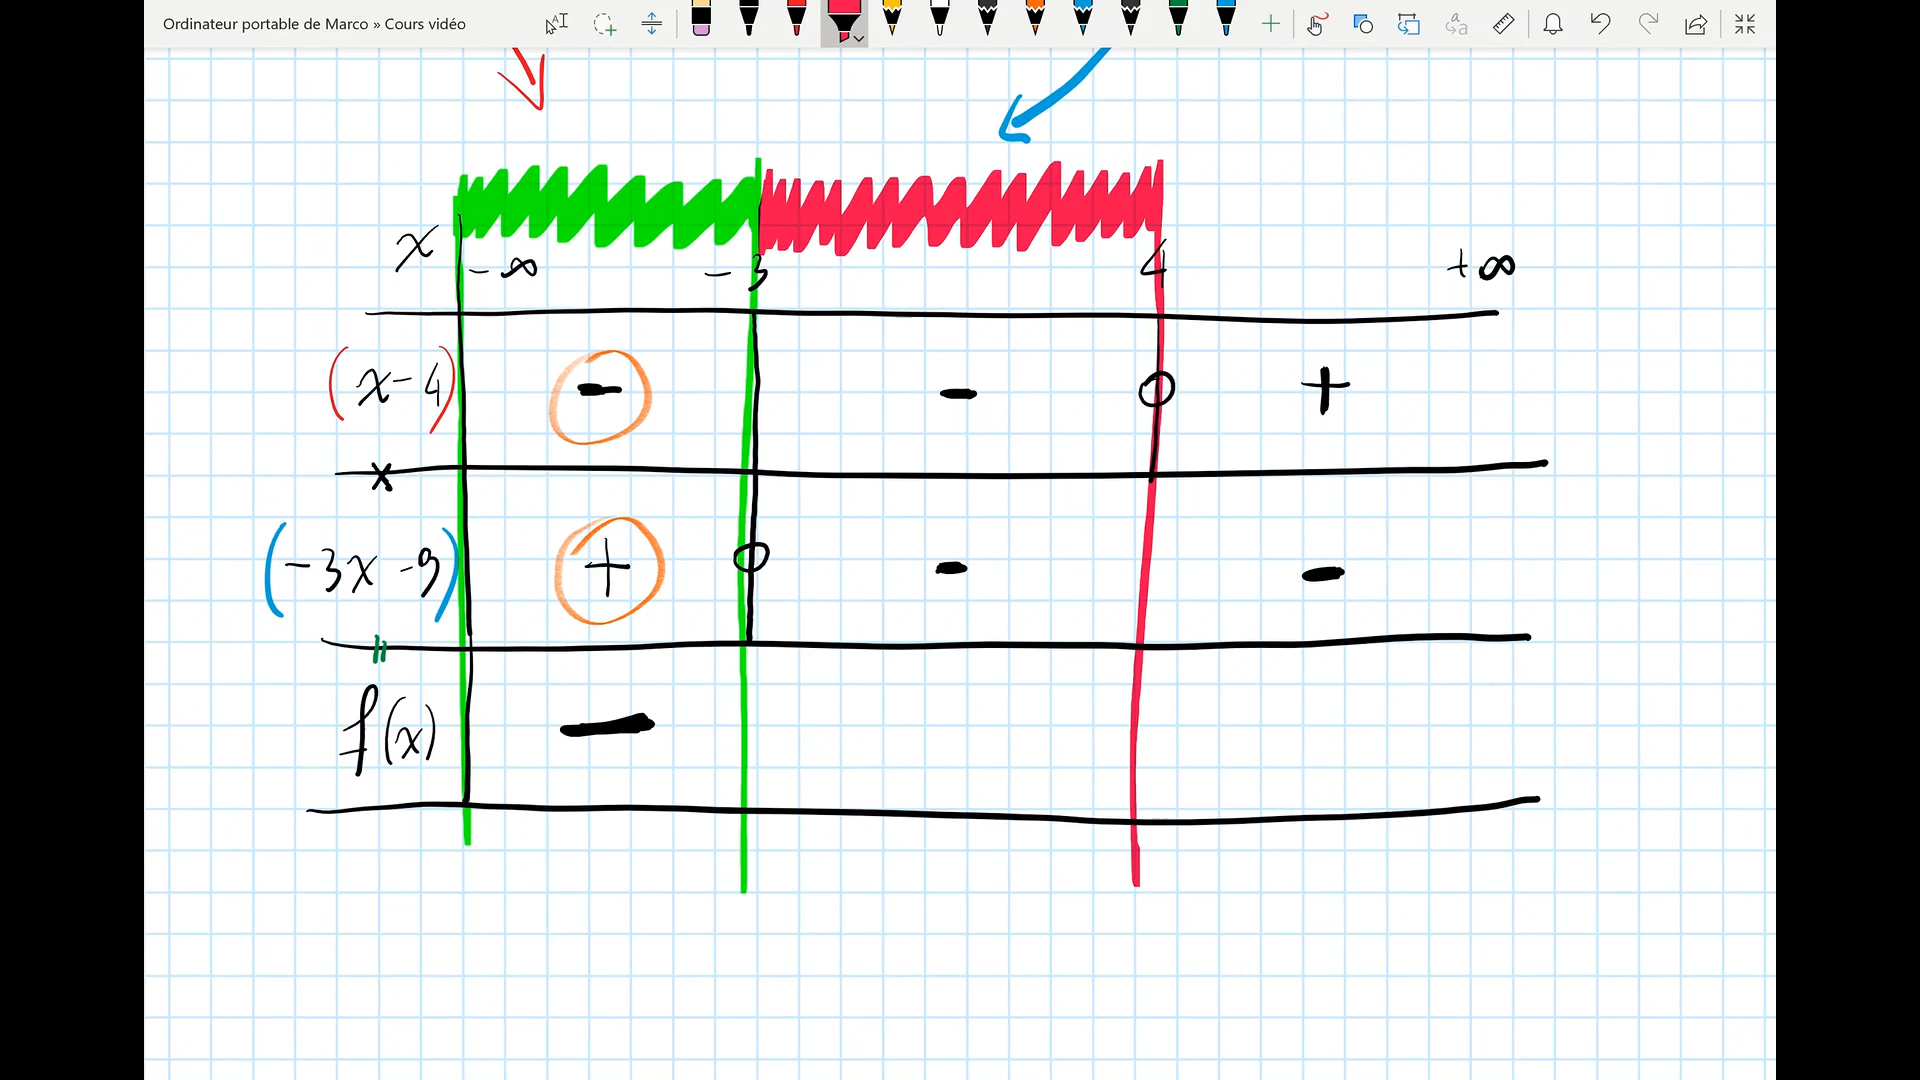 Ordinateur portable de Marco » Cours vidéo
x -∞ -3 4 +∞
(x-4) - - 0 +
×
(-3x-9) + 0 - -
=
f(x) -